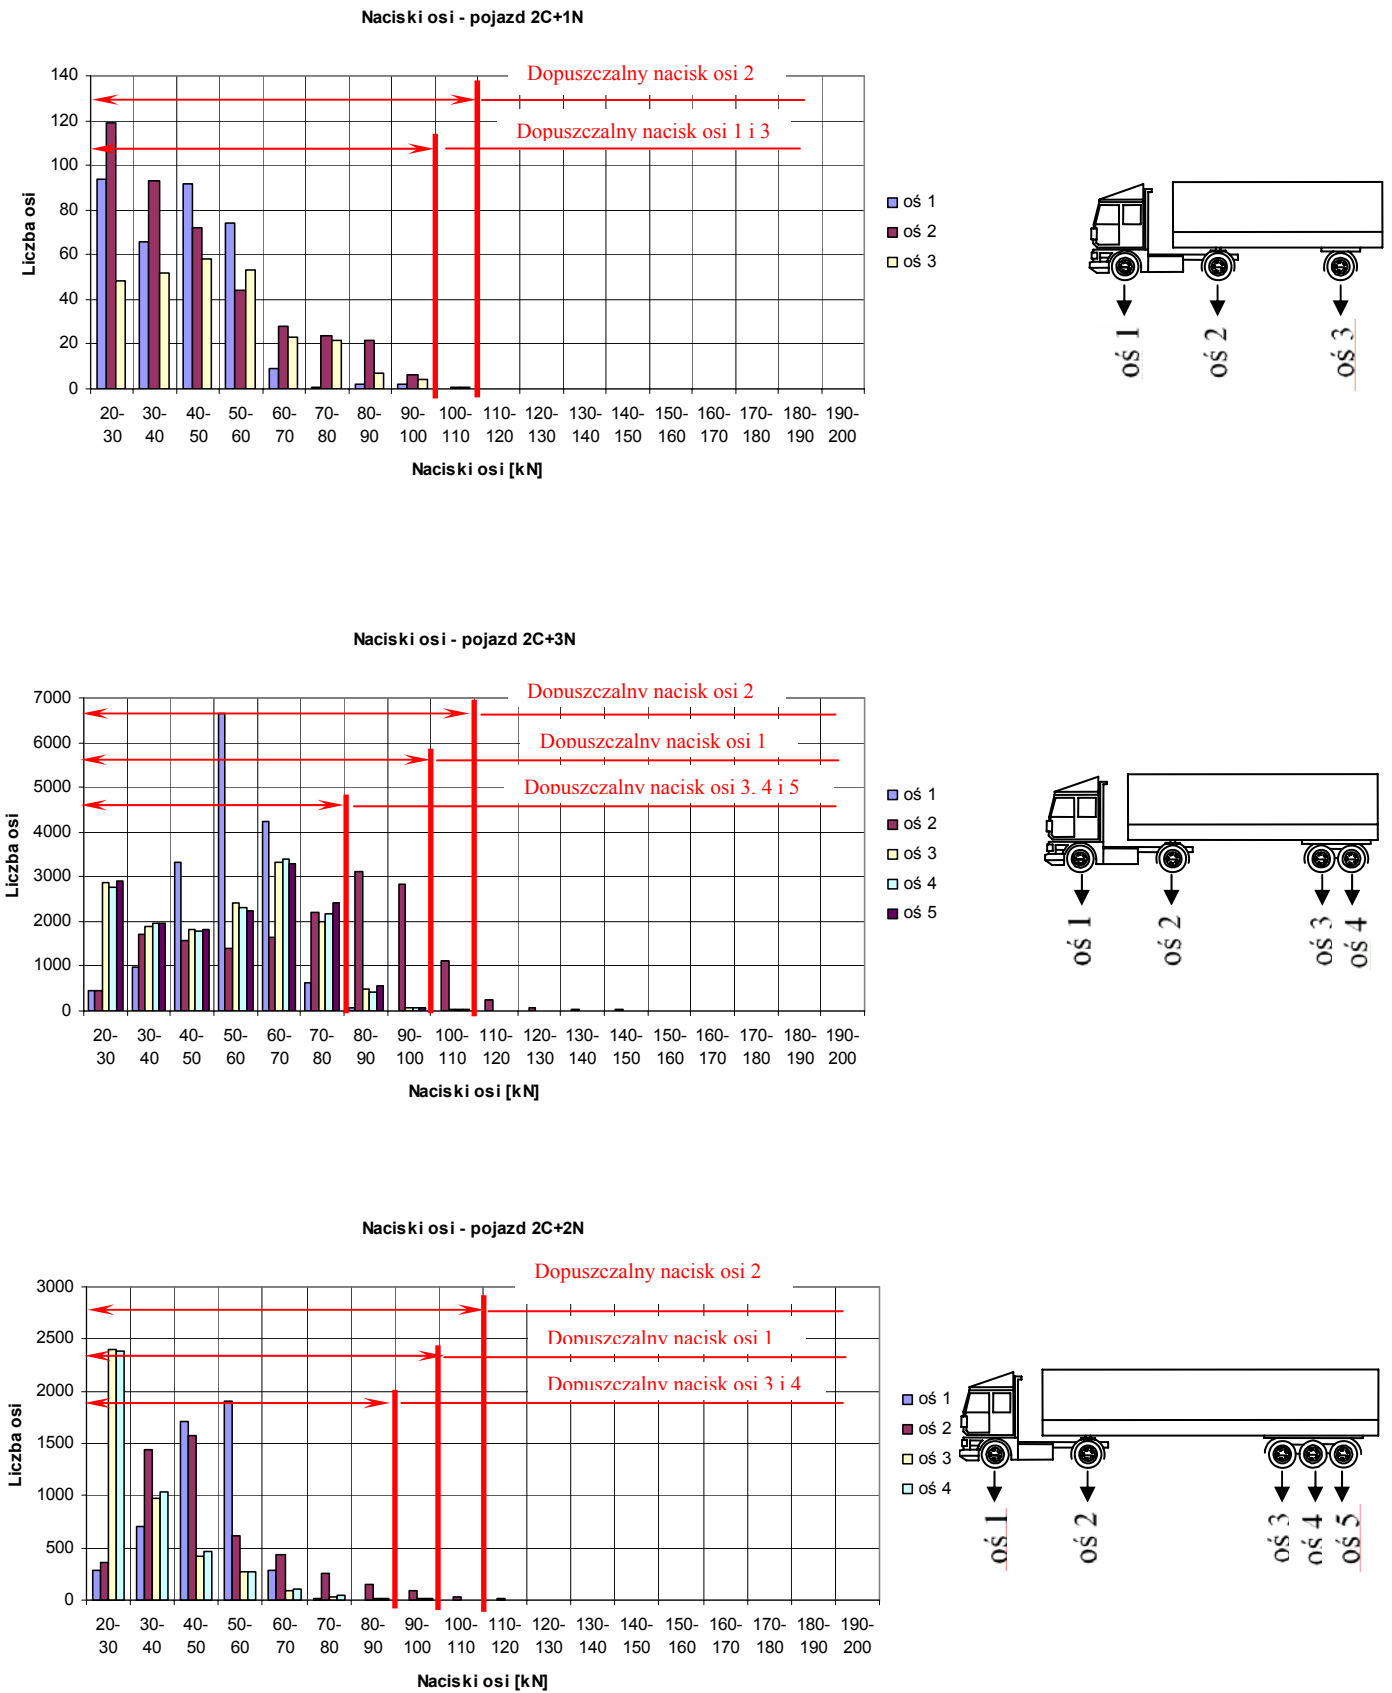 Naciski osi - pojazd 2C+1N
Dopuszczalny nacisk osi 2
Dopuszczalny nacisk osi 1 i 3
Liczba osi
140
120
100
80
60
40
20
0
20-30 30-40 40-50 50-60 60-70 70-80 80-90 90-100 100-110 110-120 120-130 130-140 140-150 150-160 160-170 170-180 180-190 190-200
Naciski osi [kN]
oś 1
oś 2
oś 3
oś 1
oś 2
oś 3
Naciski osi - pojazd 2C+3N
Dopuszczalny nacisk osi 2
Dopuszczalny nacisk osi 1
Dopuszczalny nacisk osi 3, 4 i 5
Liczba osi
7000
6000
5000
4000
3000
2000
1000
0
20-30 30-40 40-50 50-60 60-70 70-80 80-90 90-100 100-110 110-120 120-130 130-140 140-150 150-160 160-170 170-180 180-190 190-200
Naciski osi [kN]
oś 1
oś 2
oś 3
oś 4
oś 5
oś 1
oś 2
oś 3
oś 4
Naciski osi - pojazd 2C+2N
Dopuszczalny nacisk osi 2
Dopuszczalny nacisk osi 1
Dopuszczalny nacisk osi 3 i 4
Liczba osi
3000
2500
2000
1500
1000
500
0
20-30 30-40 40-50 50-60 60-70 70-80 80-90 90-100 100-110 110-120 120-130 130-140 140-150 150-160 160-170 170-180 180-190 190-200
Naciski osi [kN]
oś 1
oś 2
oś 3
oś 4
oś 1
oś 2
oś 3
oś 4
oś 5